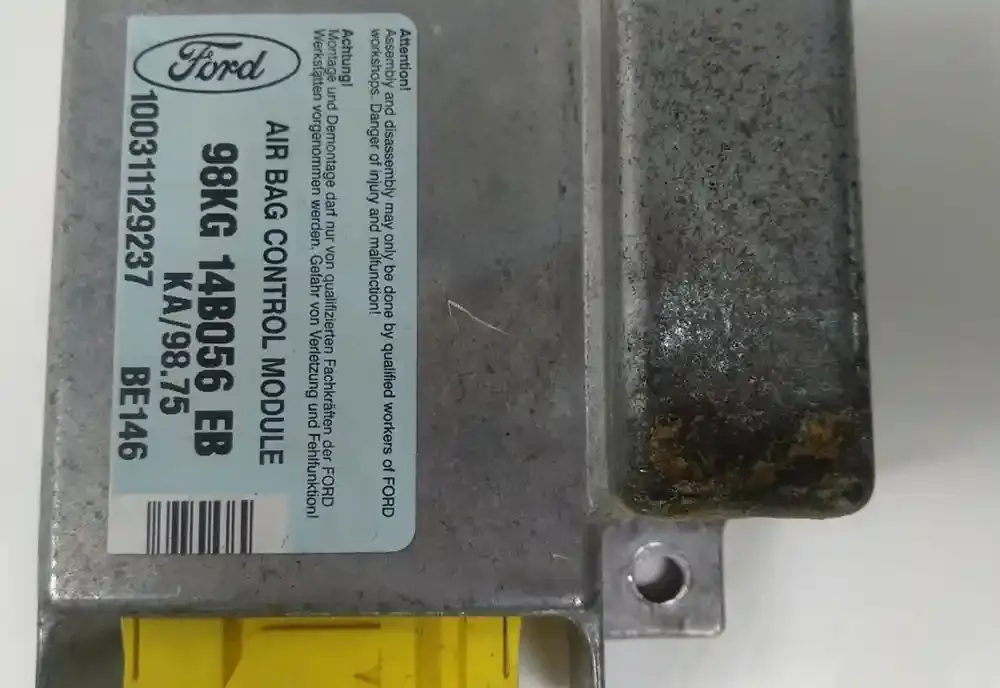 Attention!
Assembly and disassembly may only be done by qualified workers of FORD
workshops. Danger of injury and malfunction!
Achtung!
Montage und Demontage darf nur von qualifizierten Fachkräften der FORD
Werkstätten vorgenommen werden. Gefahr von Verletzung und Fehlfunktion!
AIR BAG CONTROL MODULE
98KG 14B056 EB
KA/98.75
Ford
1003111129237 BE146